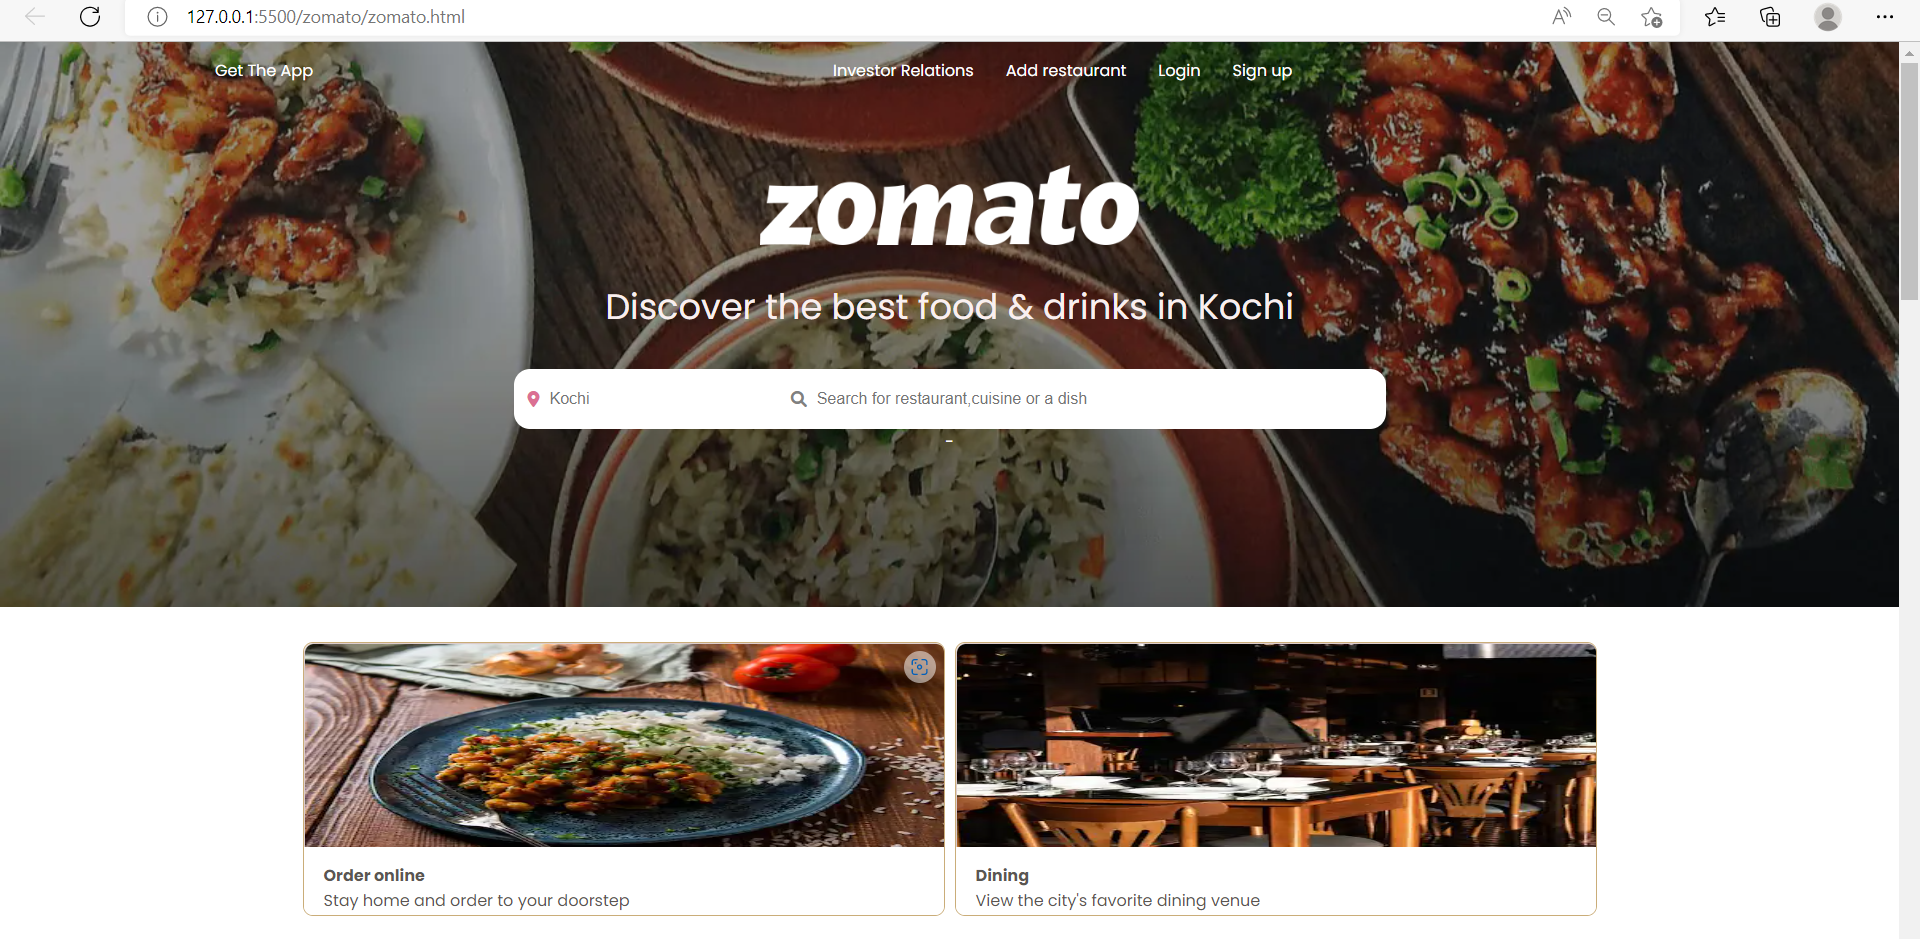 127.0.0.1:5500/zomato/zomato.html
Get The App Investor Relations Add restaurant Login Sign up
zomato
Discover the best food & drinks in Kochi
Kochi Search for restaurant,cuisine or a dish
-
Order online
Stay home and order to your doorstep
Dining
View the city's favorite dining venue